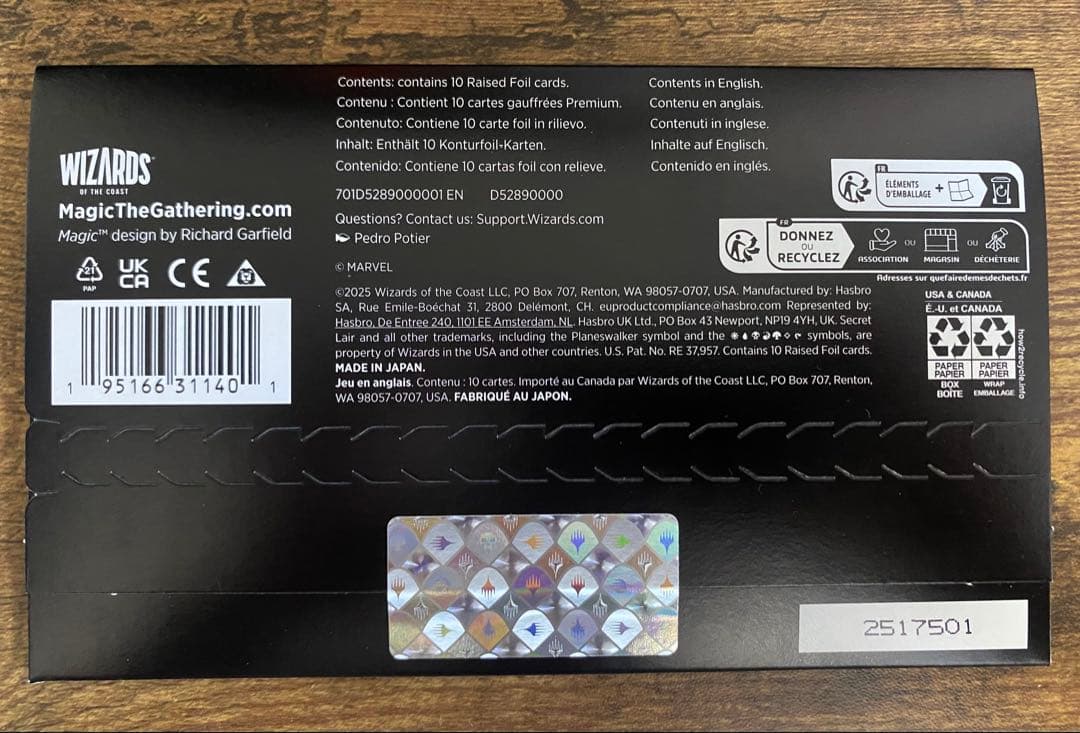 Contents: contains 10 Raised Foil cards.
Contenu : Contient 10 cartes gauffrées Premium.
Contenuto: Contiene 10 carte foil in rilievo.
Inhalt: Enthält 10 Konturfoil-Karten.
Contenido: Contiene 10 cartas foil con relieve.
Contents in English.
Contenu en anglais.
Contenuti in inglese.
Inhalte auf Englisch.
Contenido en inglés.
WIZARDS
OF THE COAST
MagicTheGathering.com
Magic™ design by Richard Garfield
21
PAP
UK
CA
CE
1 95166 31140 1
701D5289000001 EN D52890000
Questions? Contact us: Support.Wizards.com
Pedro Potier
© MARVEL
©2025 Wizards of the Coast LLC, PO Box 707, Renton, WA 98057-0707, USA. Manufactured by: Hasbro
SA, Rue Emile-Boéchat 31, 2800 Delémont, CH. euproductcompliance@hasbro.com Represented by:
Hasbro, De Entree 240, 1101 EE Amsterdam, NL. Hasbro UK Ltd., PO Box 43 Newport, NP19 4YH, UK. Secret
Lair and all other trademarks, including the Planeswalker symbol and the symbols, are
property of Wizards in the USA and other countries. U.S. Pat. No. RE 37,957. Contains 10 Raised Foil cards.
MADE IN JAPAN.
Jeu en anglais. Contenu : 10 cartes. Importé au Canada par Wizards of the Coast LLC, PO Box 707, Renton,
WA 98057-0707, USA. FABRIQUÉ AU JAPON.
FR
ÉLÉMENTS
D'EMBALLAGE +
FR
DONNEZ
OU
RECYCLEZ
ASSOCIATION OU MAGASIN OU DÉCHÈTERIE
Adresses sur quefairedemesdechets.fr
USA & CANADA
É.-U. et CANADA
PAPER
PAPIER
BOX
BOÎTE
PAPER
PAPIER
WRAP
EMBALLAGE
how2recycle.info
2517501